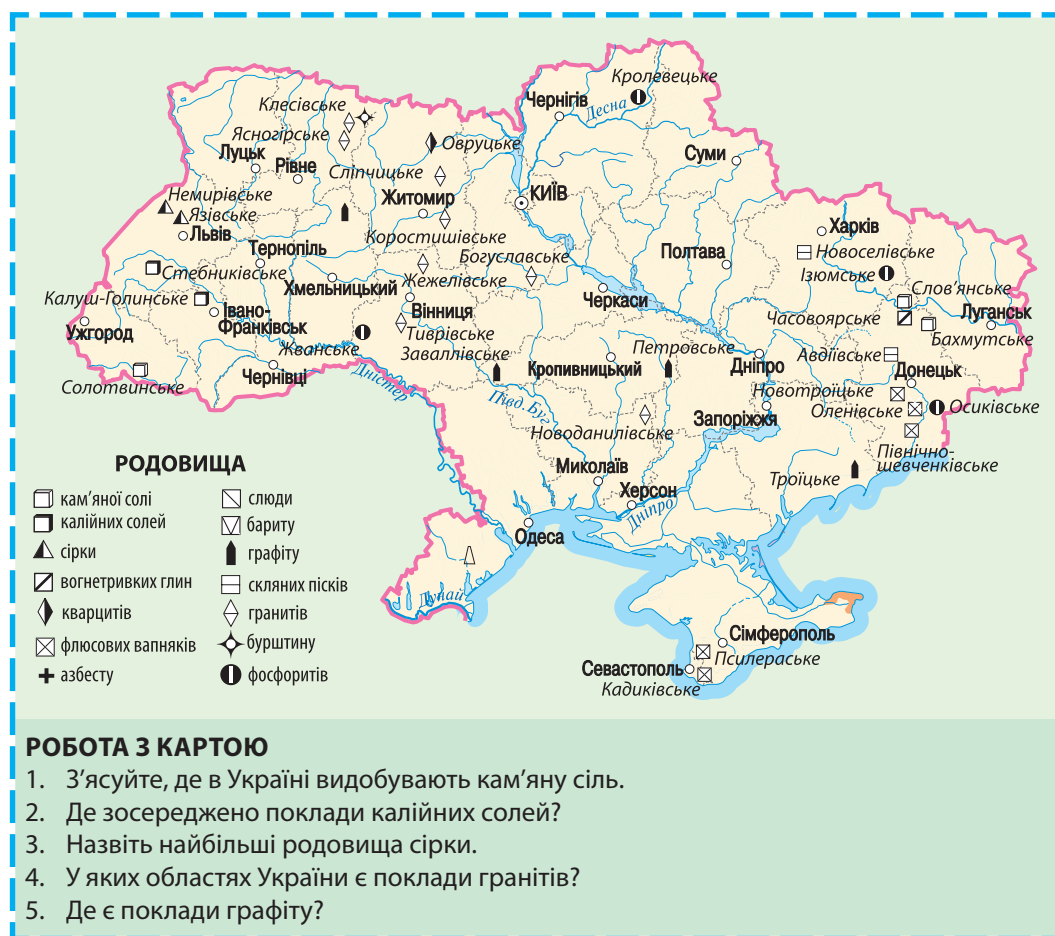 Кролевецьке
Чернігів
Десна
Клесівське
Ясногірське
Овруцьке
Луцьк
Рівне
Сліпчицьке
Суми
Немирівське
Язівське
Житомир
КИЇВ
Львів
Коростишівське
Харків
Тернопіль
Богуславське
Полтава
Новоселівське
Стебниківське
Жежелівське
Ізюмське
Хмельницький
Слов’янське
Калуш-Голинське
Черкаси
Івано-
Франківськ
Вінниця
Часовоярське
Луганськ
Ужгород
Тиврівське
Бахмутське
Жванське
Заваллівське
Петровське
Авдіївське
Чернівці
Кропивницький
Дніпро
Донецьк
Солотвинське
Дністер
Новотроїцьке
Півд. Буг
Оленівське
Осиківське
Запоріжжя
Новоданилівське
Північно-
шевченківське
Миколаїв
Троїцьке
Херсон
Дніпро
Одеса
Дунай
Сімферополь
Псилераське
Севастополь
Кадиківське
РОДОВИЩА
кам’яної солі
калійних солей
сірки
вогнетривких глин
кварцитів
флюсових вапняків
азбесту
слюди
бариту
графіту
скляних пісків
гранитів
бурштину
фосфоритів
РОБОТА З КАРТОЮ
1. З’ясуйте, де в Україні видобувають кам’яну сіль.
2. Де зосереджено поклади калійних солей?
3. Назвіть найбільші родовища сірки.
4. У яких областях України є поклади гранітів?
5. Де є поклади графіту?